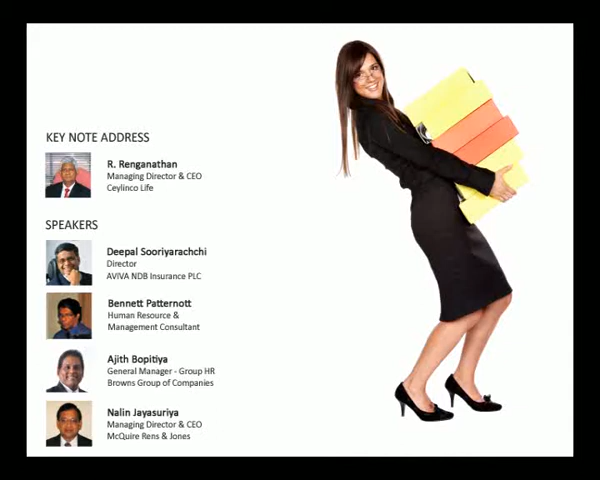 KEY NOTE ADDRESS
R. Renganathan
Managing Director & CEO
Ceylinco Life
SPEAKERS
Deepal Sooriyarachchi
Director
AVIVA NDB Insurance PLC
Bennett Patternott
Human Resource &
Management Consultant
Ajith Bopitiya
General Manager - Group HR
Browns Group of Companies
Nalin Jayasuriya
Managing Director & CEO
McQuire Rens & Jones